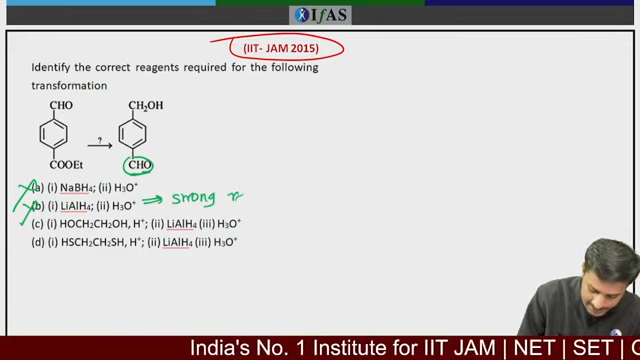 IfAS
(IIT- JAM 2015)
Identify the correct reagents required for the following
transformation
CHO
CH₂OH
?
COOEt
CHO
(a) (i) NaBH₄; (ii) H₃O⁺
(b) (i) LiAlH₄; (ii) H₃O⁺ ⇒ strong
(c) (i) HOCH₂CH₂OH, H⁺; (ii) LiAlH₄ (iii) H₃O⁺
(d) (i) HSCH₂CH₂SH, H⁺; (ii) LiAlH₄ (iii) H₃O⁺
India's No. 1 Institute for IIT JAM | NET | SET |